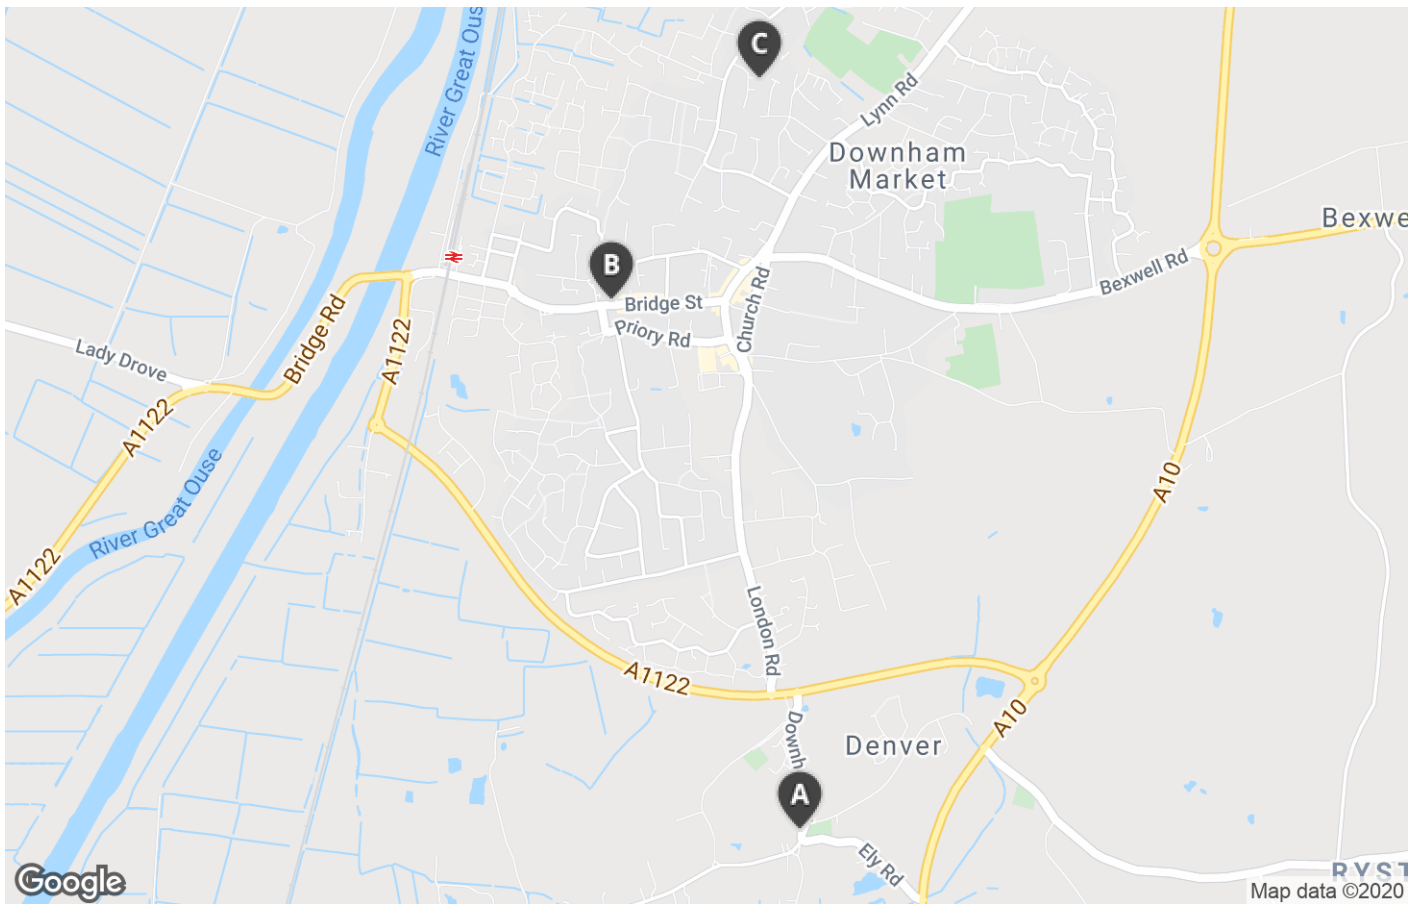 C
River Great Ous
Lynn Rd
Downham
Market
Bexwe
B
Bexwell Rd
Bridge St
Church Rd
Priory Rd
Bridge Rd
A1122
Lady Drove
A1122
River Great Ouse
A10
A1122
London Rd
A1122
A10
Downh
Denver
A
Ely Rd
RYST
Google
Map data ©2020